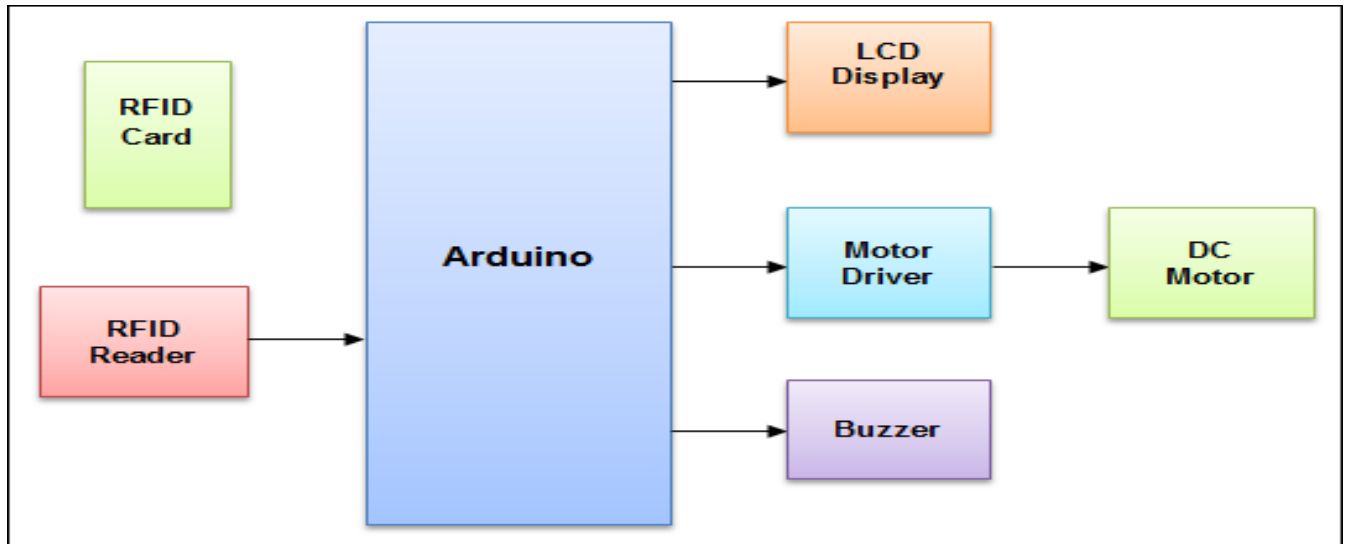 RFID
Card
RFID
Reader
Arduino
LCD
Display
Motor
Driver
DC
Motor
Buzzer